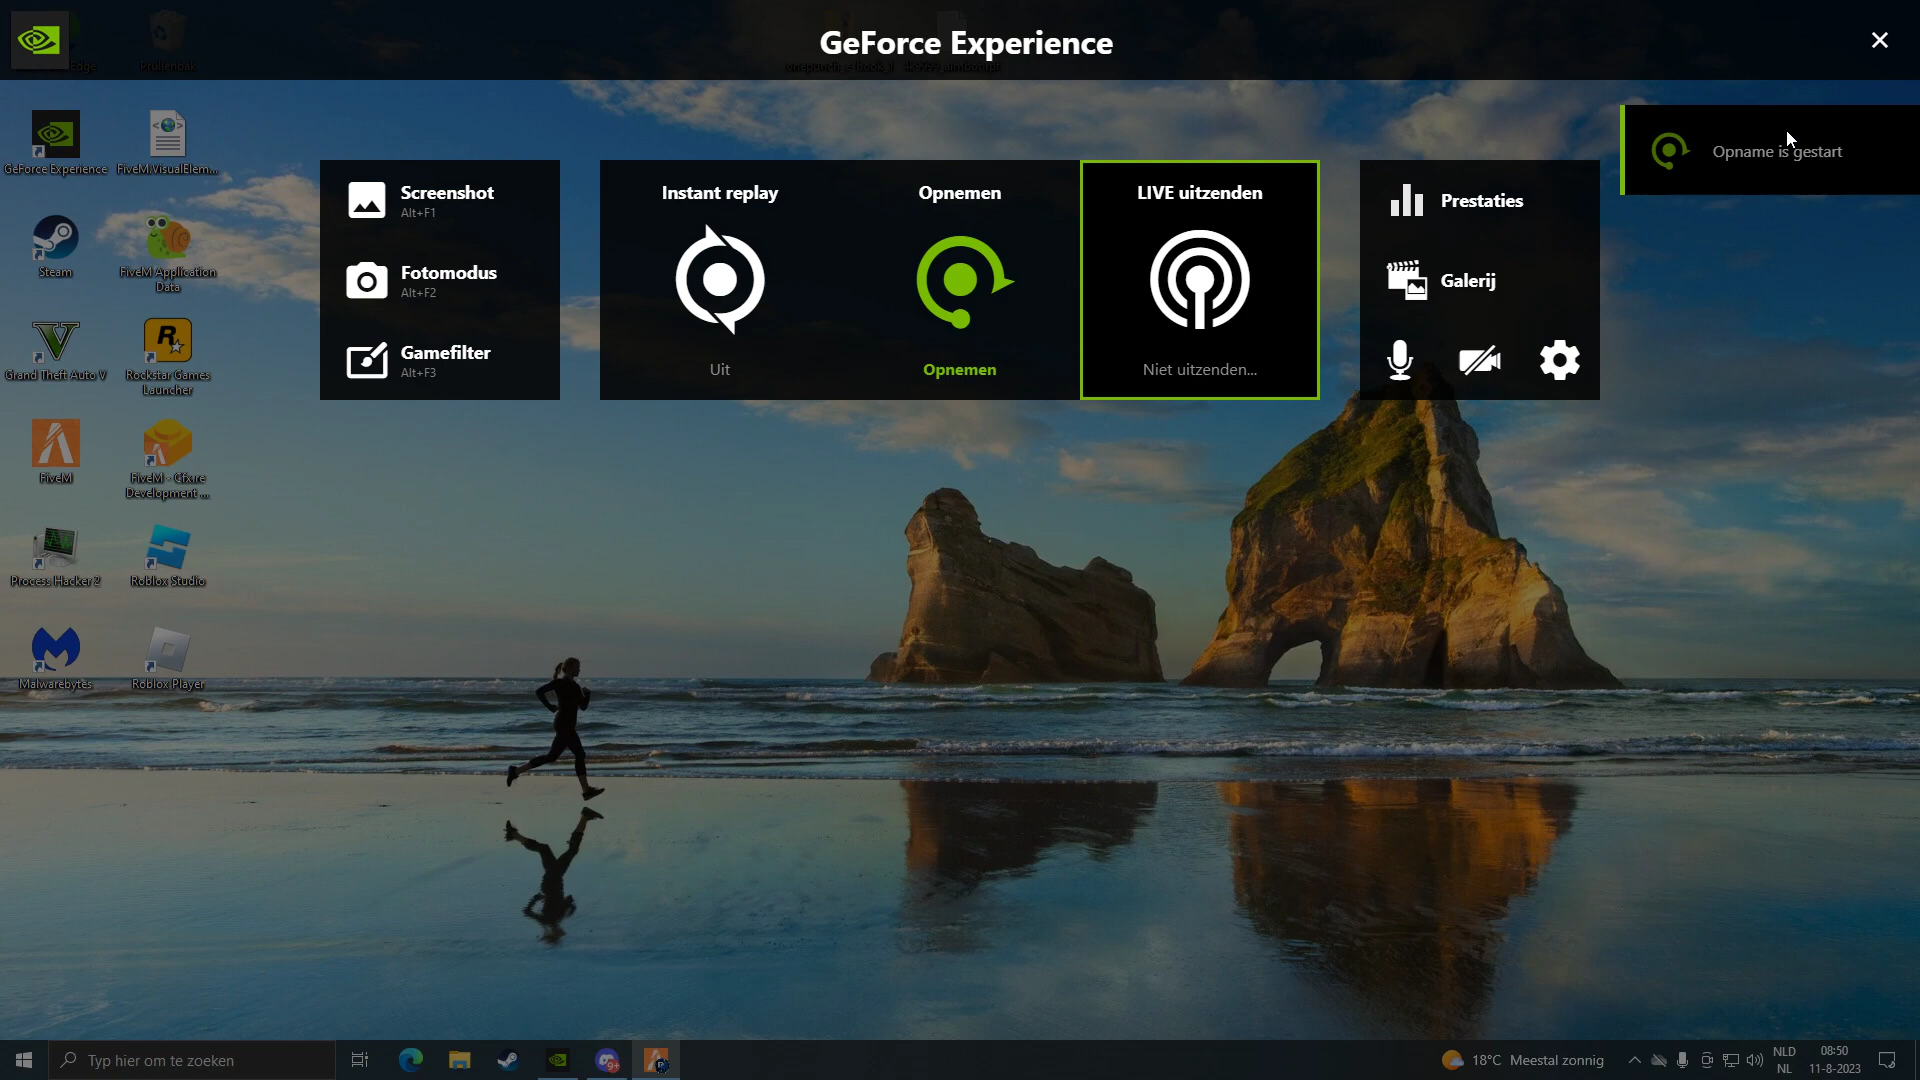 GeForce Experience
Opname is gestart
Screenshot
Alt+F1
Fotomodus
Alt+F2
Gamefilter
Alt+F3
Instant replay
Uit
Opnemen
Opnemen
LIVE uitzenden
Niet uitzenden...
Prestaties
Galerij
Edge
Prullenbak
GeForce Experience
FiveM.VisualElem...
Steam
FiveM Application
Data
Grand Theft Auto V
Rockstar Games
Launcher
FiveM
FiveM - Cfx.re
Development ...
Process Hacker 2
Roblox Studio
Malwarebytes
Roblox Player
Typ hier om te zoeken
9+
18°C Meestal zonnig
NLD
NL
08:50
11-8-2023